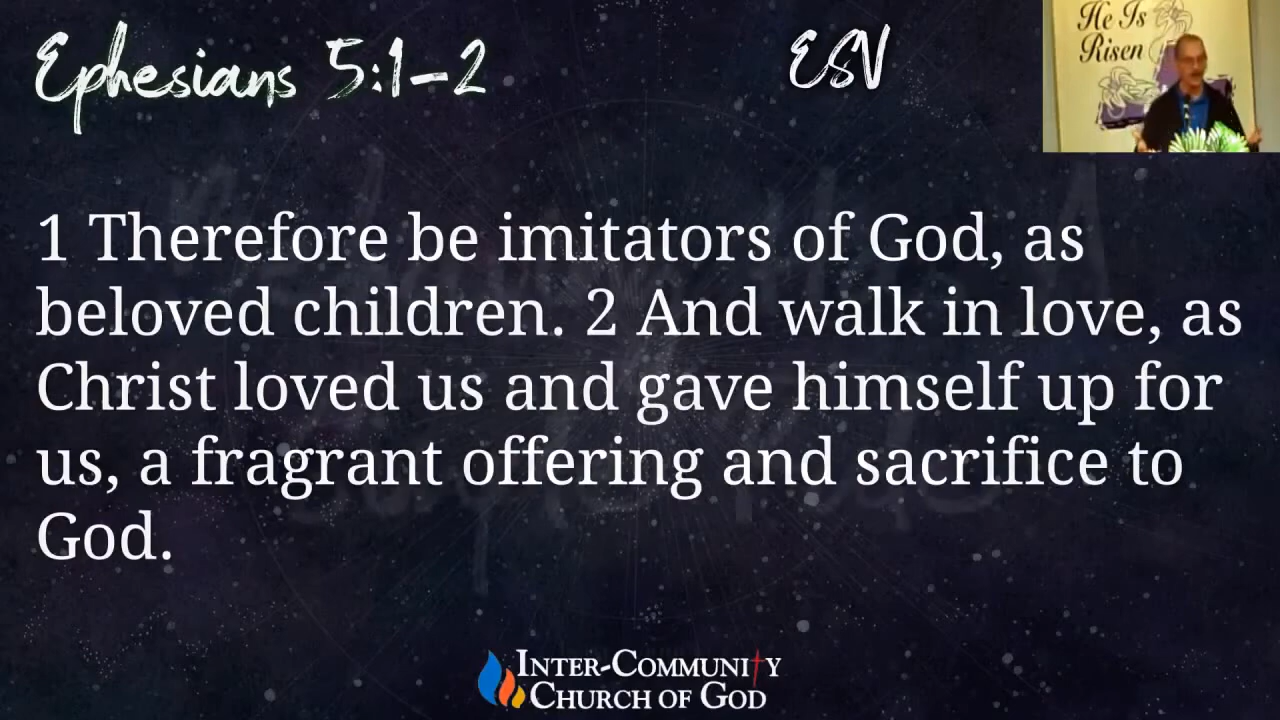 Ephesians 5:1-2
ESV
He Is
Risen
1 Therefore be imitators of God, as
beloved children. 2 And walk in love, as
Christ loved us and gave himself up for
us, a fragrant offering and sacrifice to
God.
INTER-COMMUNITY
CHURCH OF GOD